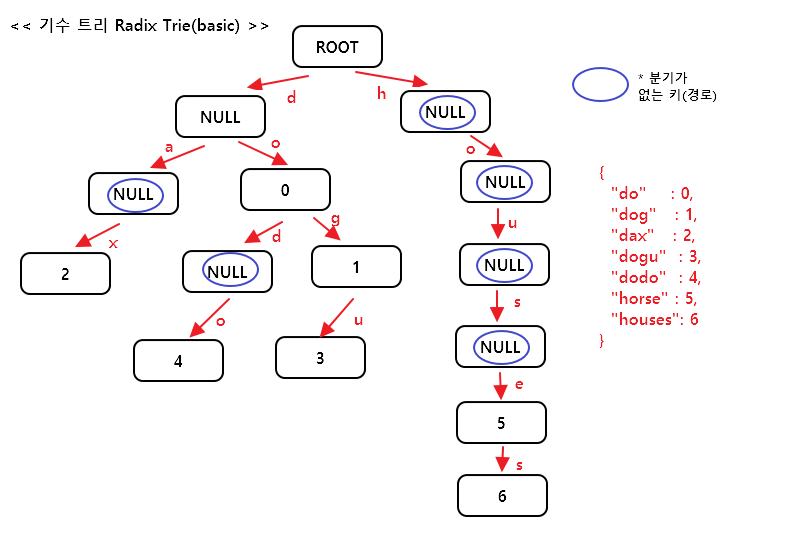 << 기수 트리 Radix Trie(basic) >>
ROOT
d
h
* 분기가
없는 키(경로)
NULL
NULL
a
o
o
NULL
0
NULL
x
d
g
u
2
NULL
1
NULL
o
u
s
4
3
NULL
e
5
s
6
{
"do" : 0,
"dog" : 1,
"dax" : 2,
"dogu" : 3,
"dodo" : 4,
"horse" : 5,
"houses": 6
}